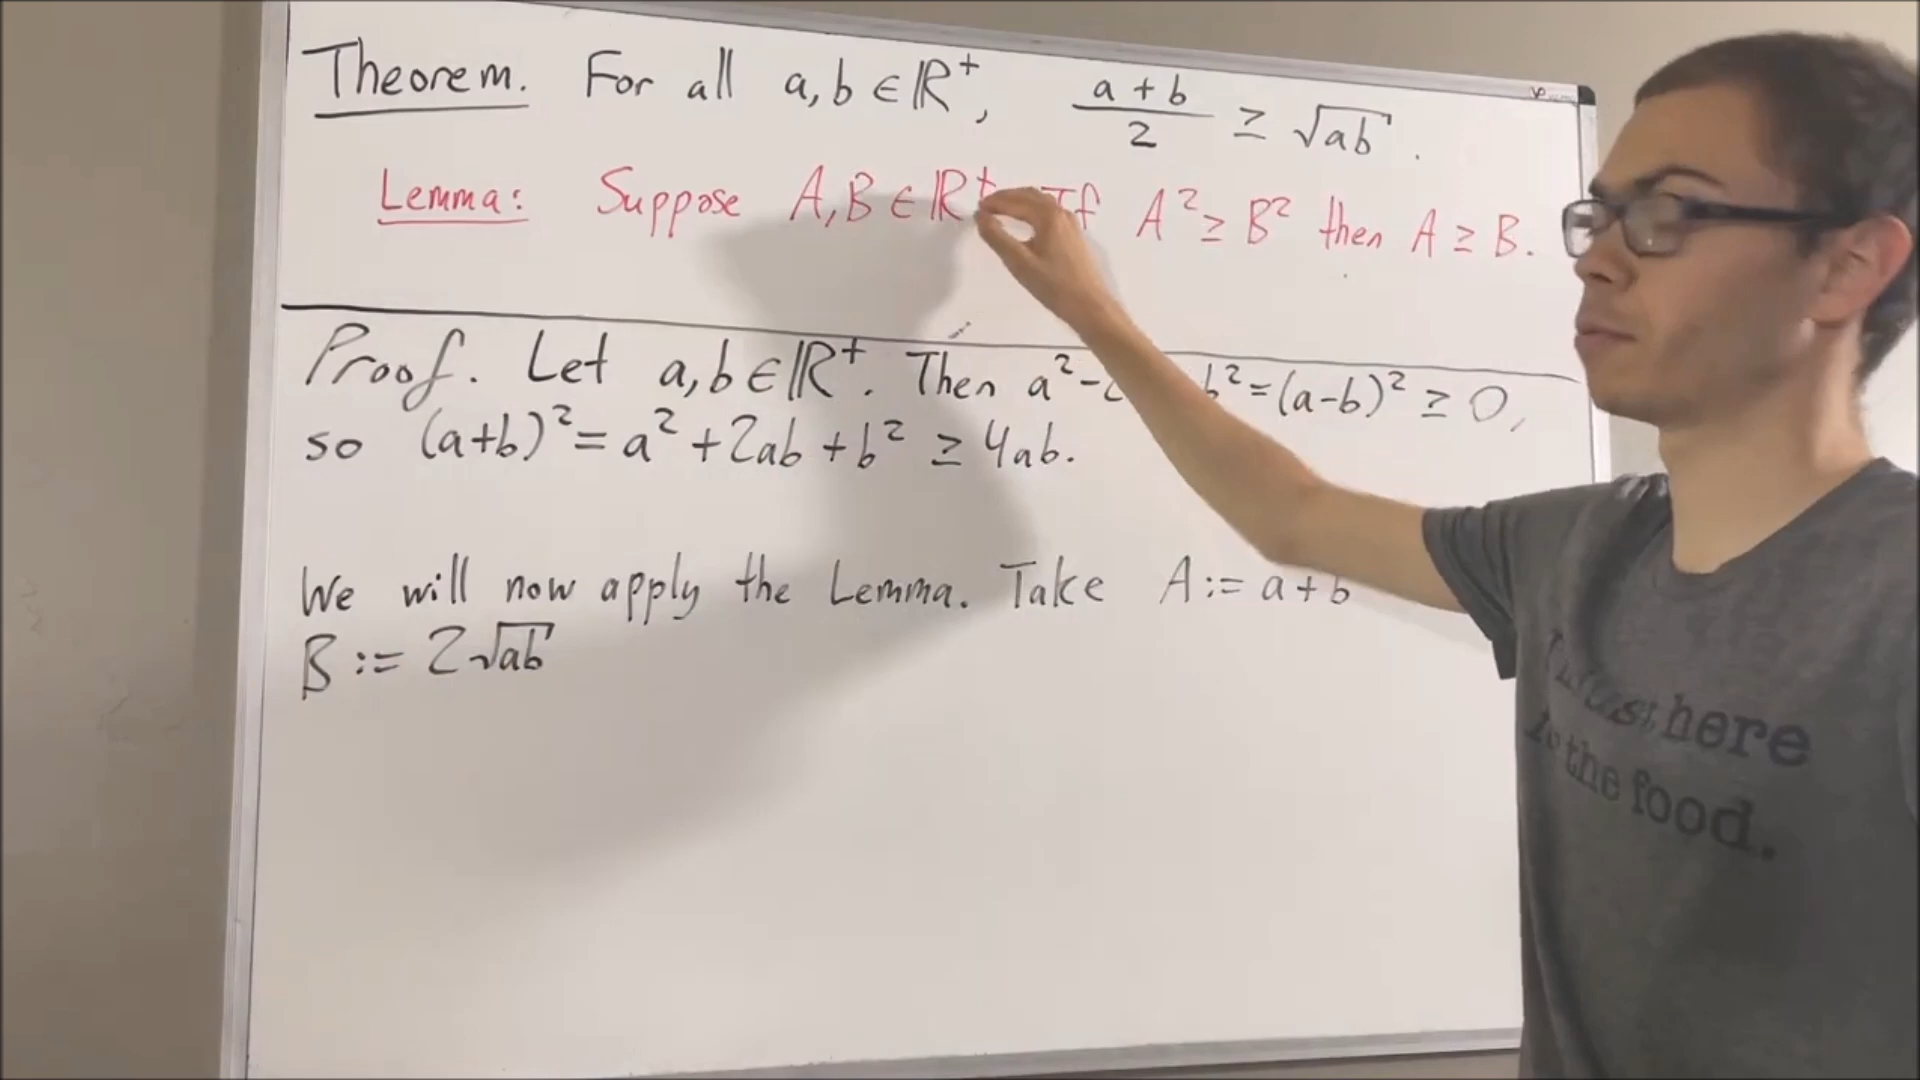 Theorem. For all a, b ∈ ℝ⁺, (a + b)/2 ≥ √ab.
Lemma: Suppose A, B ∈ ℝ⁺. If A² ≥ B² then A ≥ B.
Proof. Let a, b ∈ ℝ⁺. Then a² - b² = (a-b)² ≥ 0,
so (a+b)² = a² + 2ab + b² ≥ 4ab.
We will now apply the Lemma. Take A := a + b
B := 2√ab
here
the food.